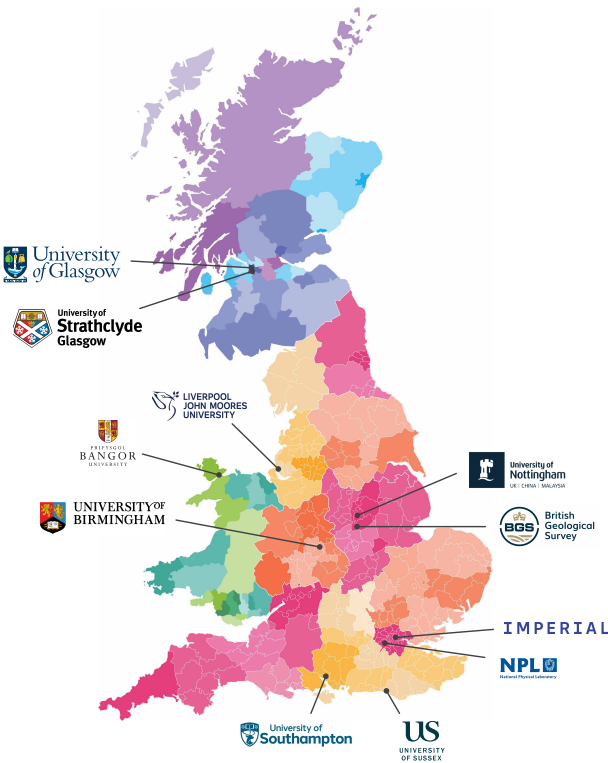 University
of Glasgow
University of
Strathclyde
Glasgow
LIVERPOOL
JOHN MOORES
UNIVERSITY
PRIFYSGOL
BANGOR
UNIVERSITY
UNIVERSITY OF
BIRMINGHAM
University of
Nottingham
UK | CHINA | MALAYSIA
BGS
British
Geological
Survey
IMPERIAL
NPL
National Physical Laboratory
University of
Southampton
US
UNIVERSITY
OF SUSSEX